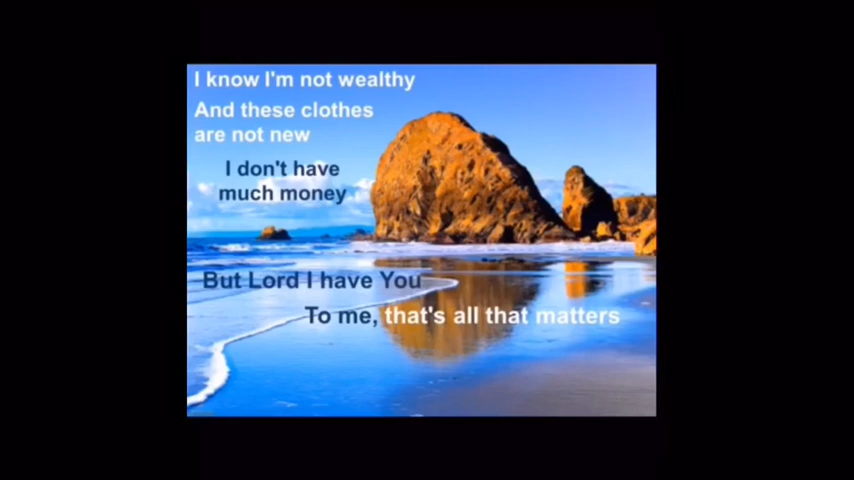 I know I'm not wealthy
And these clothes
are not new
I don't have
much money
But Lord I have You
To me, that's all that matters